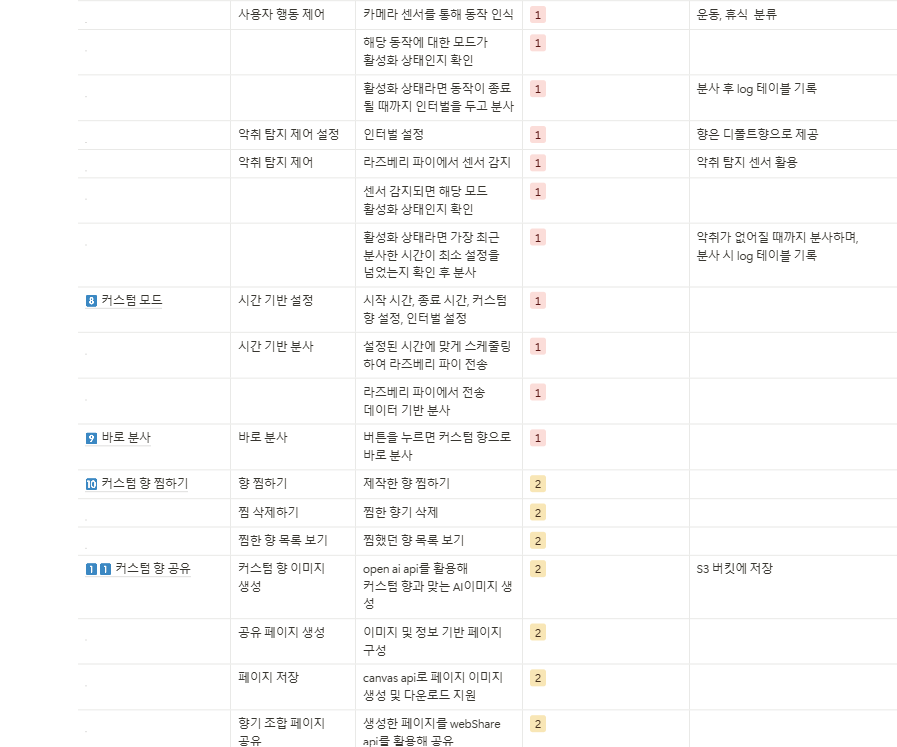 사용자 행동 제어
카메라 센서를 통해 동작 인식
1
운동, 휴식 분류
해당 동작에 대한 모드가
활성화 상태인지 확인
1
활성화 상태라면 동작이 종료
될 때까지 인터벌을 두고 분사
1
분사 후 log 테이블 기록
악취 탐지 제어 설정
인터벌 설정
1
향은 디폴트향으로 제공
악취 탐지 제어
라즈베리 파이에서 센서 감지
1
악취 탐지 센서 활용
센서 감지되면 해당 모드
활성화 상태인지 확인
1
활성화 상태라면 가장 최근
분사한 시간이 최소 설정을
넘었는지 확인 후 분사
1
악취가 없어질 때까지 분사하며,
분사 시 log 테이블 기록
8 커스텀 모드
시간 기반 설정
시작 시간, 종료 시간, 커스텀
향 설정, 인터벌 설정
1
시간 기반 분사
설정된 시간에 맞게 스케줄링
하여 라즈베리 파이 전송
1
라즈베리 파이에서 전송
데이터 기반 분사
1
9 바로 분사
바로 분사
버튼을 누르면 커스텀 향으로
바로 분사
1
10 커스텀 향 찜하기
향 찜하기
제작한 향 찜하기
2
찜 삭제하기
찜한 향기 삭제
2
찜한 향 목록 보기
찜했던 향 목록 보기
2
1 1 커스텀 향 공유
커스텀 향 이미지
생성
open ai api를 활용해
커스텀 향과 맞는 AI이미지 생
성
2
S3 버킷에 저장
공유 페이지 생성
이미지 및 정보 기반 페이지
구성
2
페이지 저장
canvas api로 페이지 이미지
생성 및 다운로드 지원
2
향기 조합 페이지
공유
생성한 페이지를 webShare
api를 활용해 공유
2